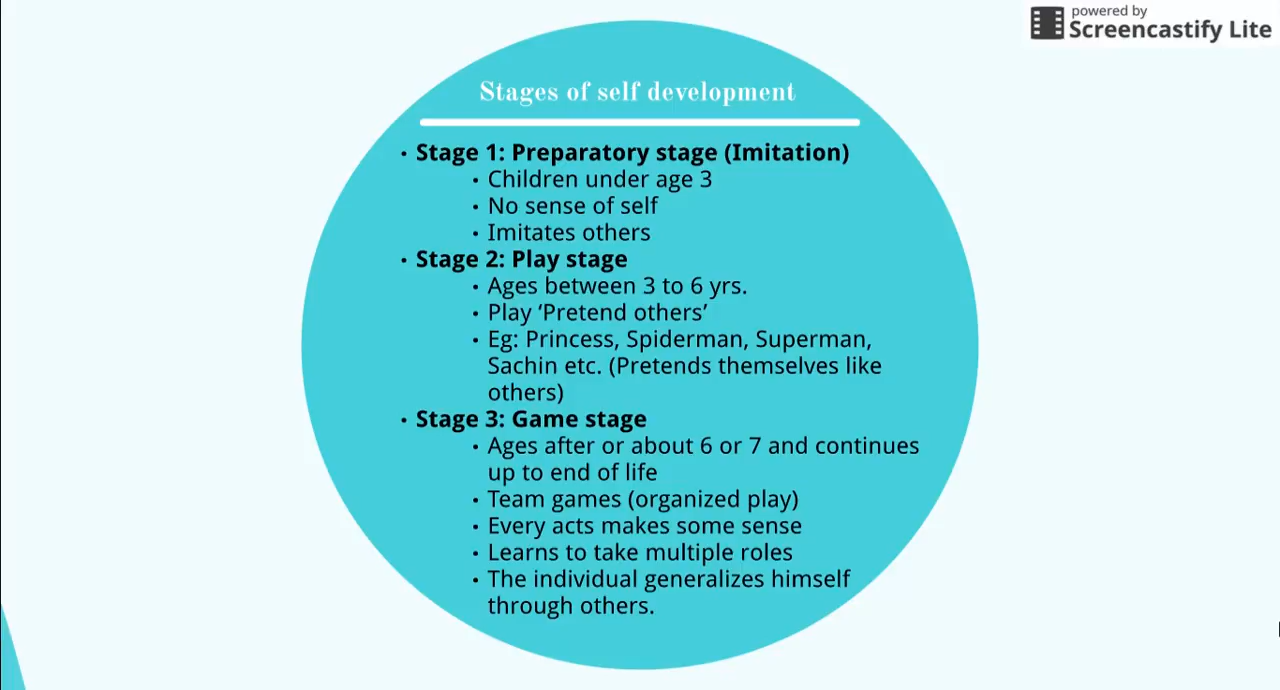 powered by
Screencastify Lite
Stages of self development
• Stage 1: Preparatory stage (Imitation)
• Children under age 3
• No sense of self
• Imitates others
• Stage 2: Play stage
• Ages between 3 to 6 yrs.
• Play ‘Pretend others’
• Eg: Princess, Spiderman, Superman,
Sachin etc. (Pretends themselves like
others)
• Stage 3: Game stage
• Ages after or about 6 or 7 and continues
up to end of life
• Team games (organized play)
• Every acts makes some sense
• Learns to take multiple roles
• The individual generalizes himself
through others.